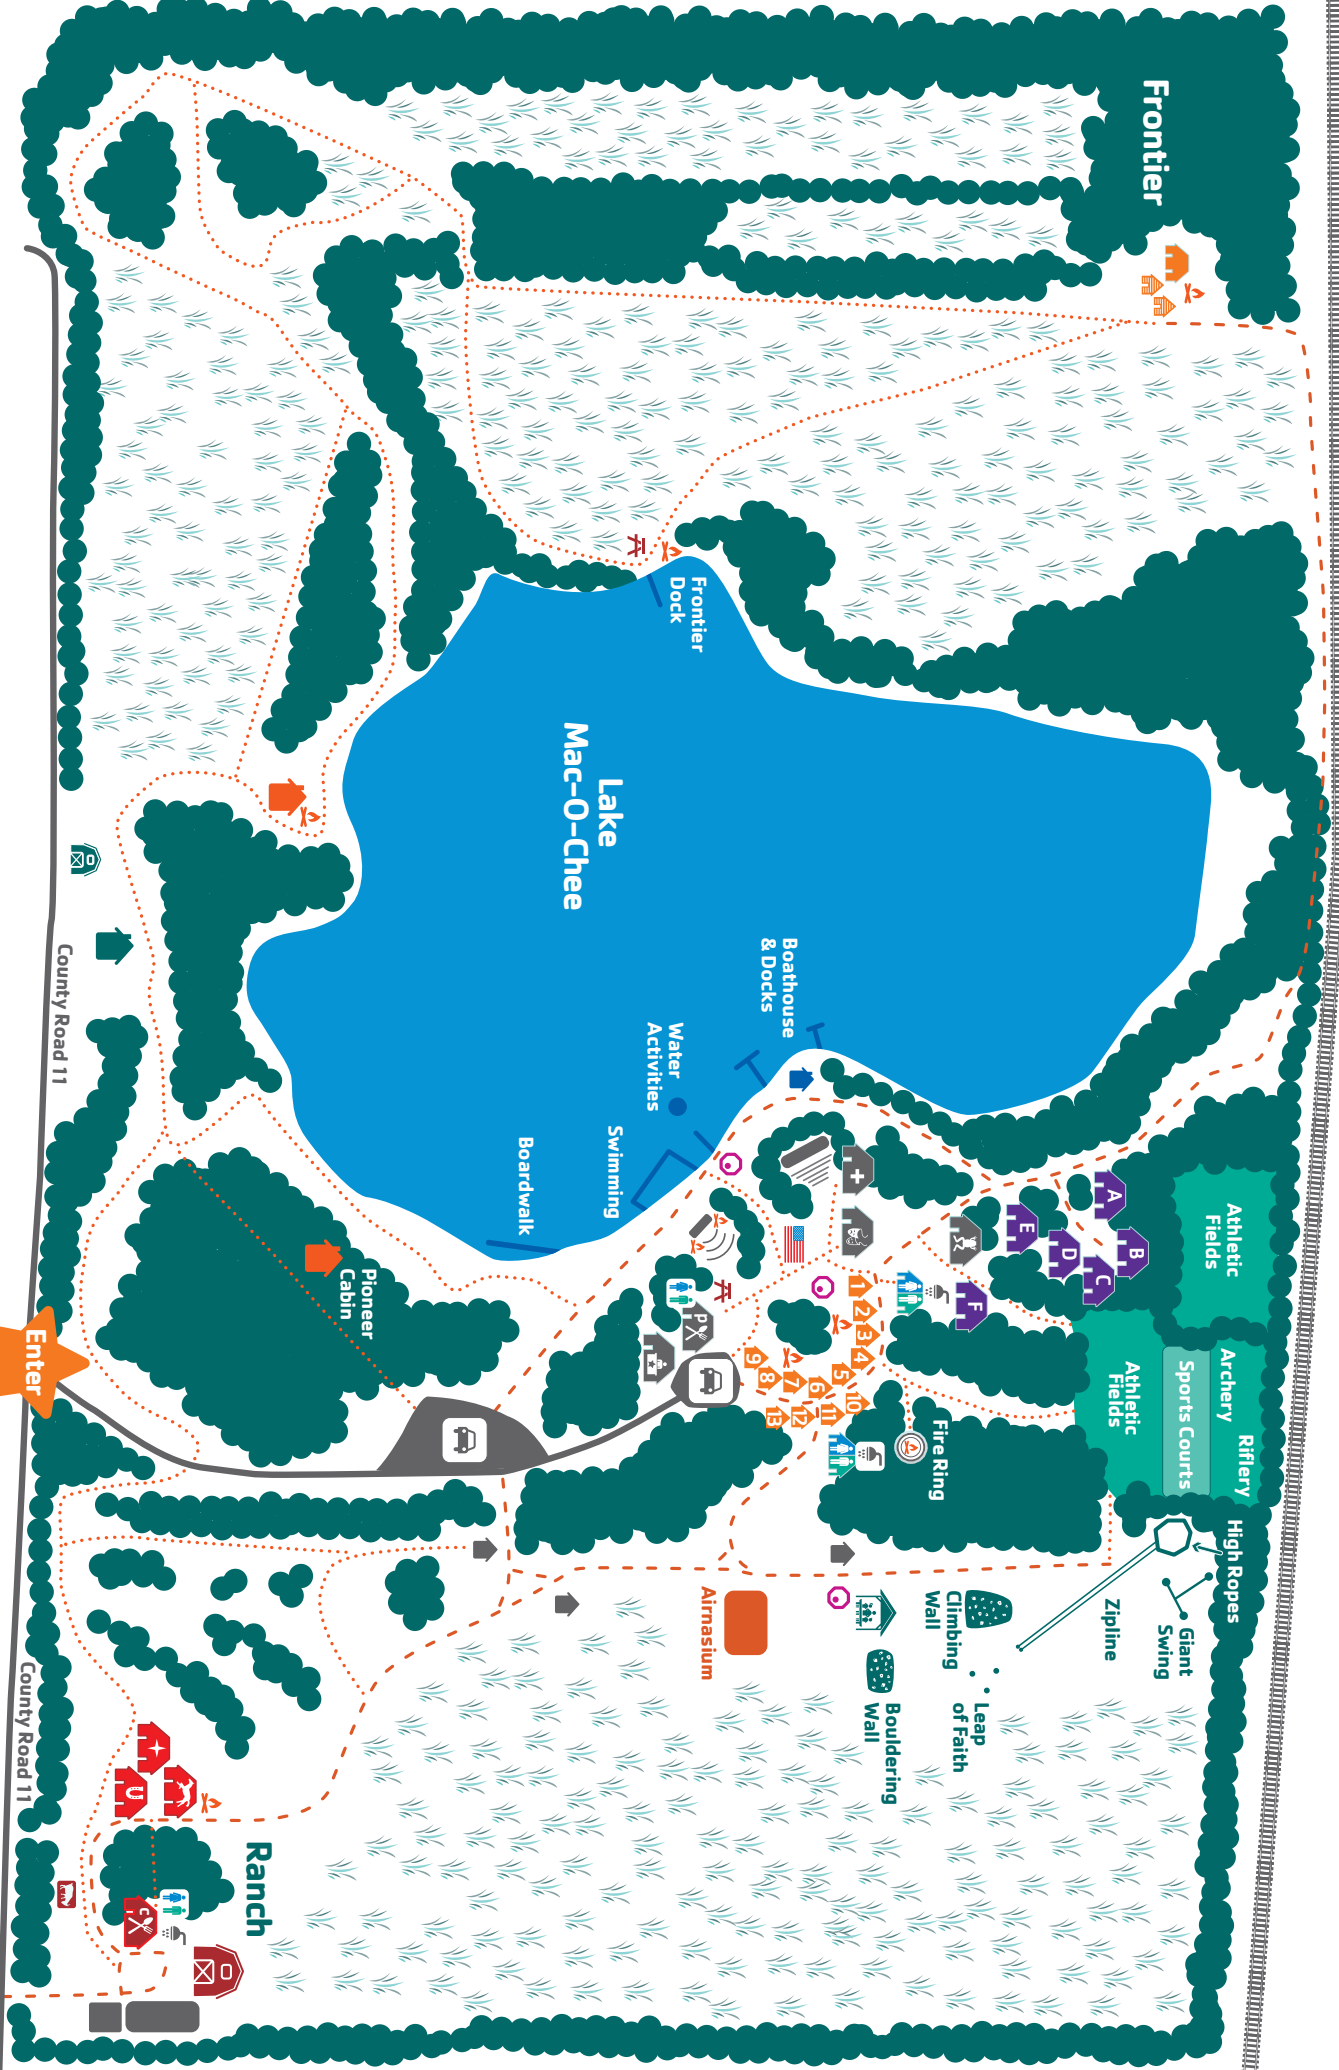 Frontier
Frontier
Dock
Lake
Mac-O-Chee
Boathouse
& Docks
Water
Activities
Swimming
Boardwalk
County Road 11
Pioneer
Cabin
Enter
A
B
C
D
E
F
Athletic
Fields
Athletic
Fields
Sports Courts
Archery
Riflery
1
2
3
4
5
6
7
8
9
10
11
12
13
P
Fire Ring
High Ropes
Giant
Swing
Zipline
Climbing
Wall
Leap
of Faith
Bouldering
Wall
Airnasium
County Road 11
Ranch
C